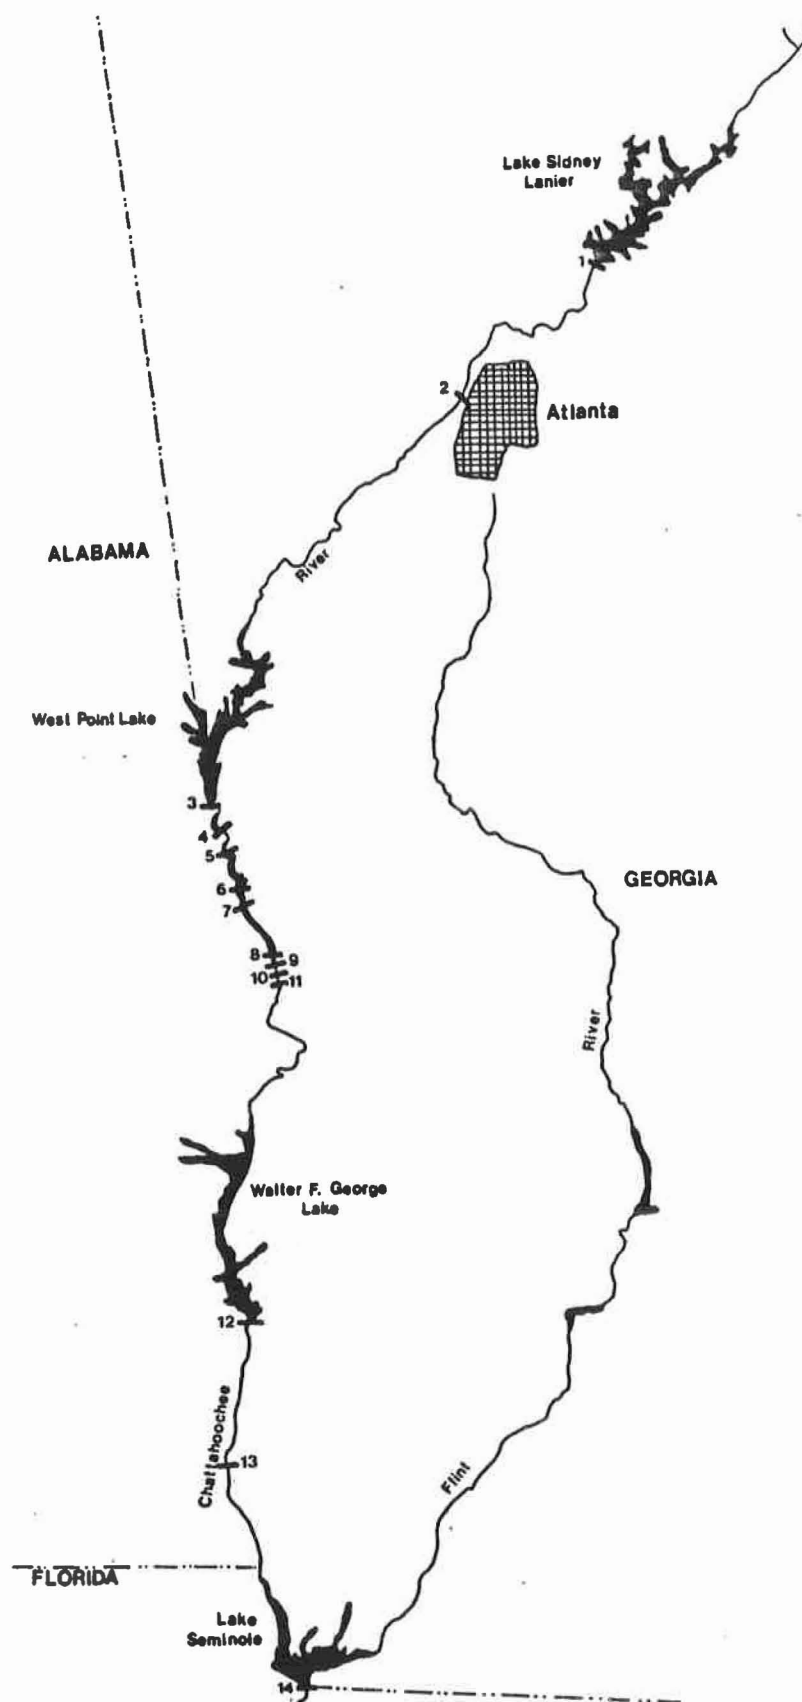 Lake Sidney
Lanier
1
2
Atlanta
ALABAMA
River
West Point Lake
3
4
5
GEORGIA
6
7
8
9
10
11
River
Walter F. George
Lake
12
Chattahoochee
13
Flint
FLORIDA
Lake
Seminole
14